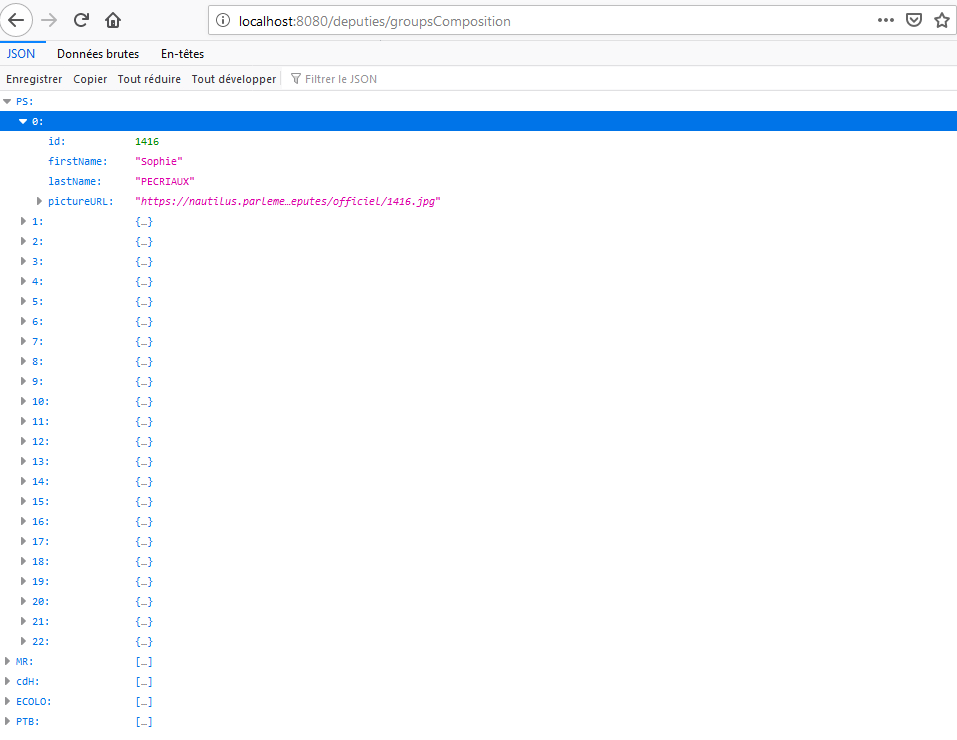 localhost:8080/deputies/groupsComposition
JSON Données brutes En-têtes
Enregistrer Copier Tout réduire Tout développer Filtrer le JSON
PS:
0:
id: 1416
firstName: "Sophie"
lastName: "PECRIAUX"
pictureURL: "https://nautilus.parleme…eputes/officiel/1416.jpg"
1: {…}
2: {…}
3: {…}
4: {…}
5: {…}
6: {…}
7: {…}
8: {…}
9: {…}
10: {…}
11: {…}
12: {…}
13: {…}
14: {…}
15: {…}
16: {…}
17: {…}
18: {…}
19: {…}
20: {…}
21: {…}
22: {…}
MR: […]
cdH: […]
ECOLO: […]
PTB: […]